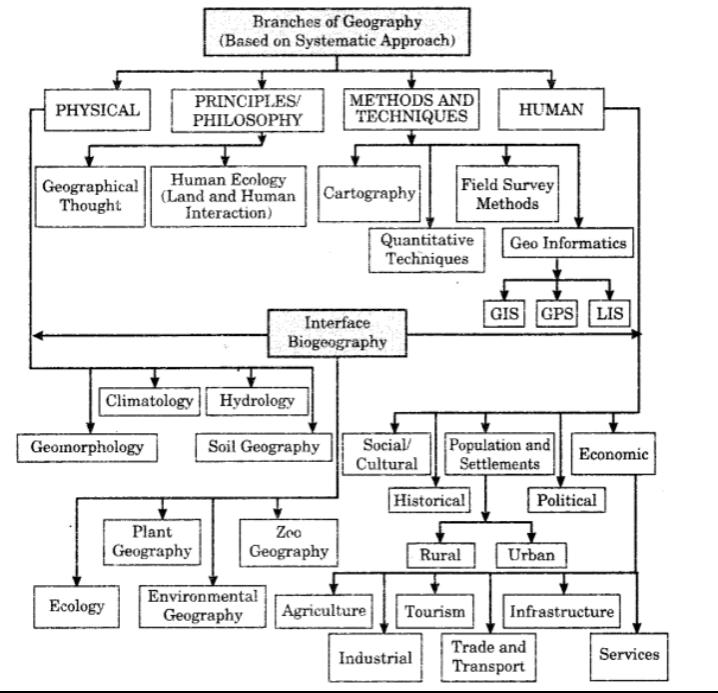 Branches of Geography
(Based on Systematic Approach)
PHYSICAL
PRINCIPLES/
PHILOSOPHY
METHODS AND
TECHNIQUES
HUMAN
Geographical
Thought
Human Ecology
(Land and Human
Interaction)
Cartography
Field Survey
Methods
Quantitative
Techniques
Geo Informatics
GIS
GPS
LIS
Interface
Biogeography
Climatology
Hydrology
Geomorphology
Soil Geography
Social/
Cultural
Population and
Settlements
Economic
Historical
Political
Rural
Urban
Plant
Geography
Zoo
Geography
Ecology
Environmental
Geography
Agriculture
Tourism
Infrastructure
Industrial
Trade and
Transport
Services